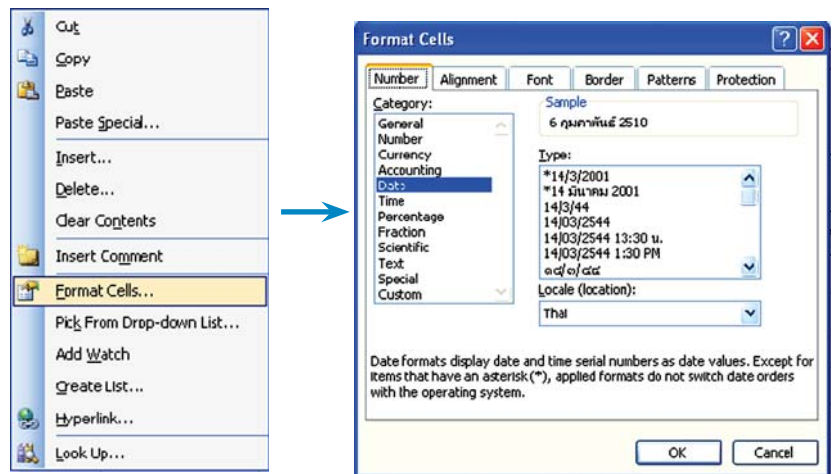 Cut
Copy
Paste
Paste Special...
Insert...
Delete...
Clear Contents
Insert Comment
Format Cells...
Pick From Drop-down List...
Add Watch
Create List...
Hyperlink...
Look Up...
Format Cells
Number Alignment Font Border Patterns Protection
Category:
General
Number
Currency
Accounting
Date
Time
Percentage
Fraction
Scientific
Text
Special
Custom
Sample
6 กุมภาพันธ์ 2510
Type:
*14/3/2001
*14 มีนาคม 2001
14/3/44
14/03/2544
14/03/2544 13:30 น.
14/03/2544 1:30 PM
๑๔/๓/๔๔
Locale (location):
Thai
Date formats display date and time serial numbers as date values. Except for
items that have an asterisk (*), applied formats do not switch date orders
with the operating system.
OK Cancel